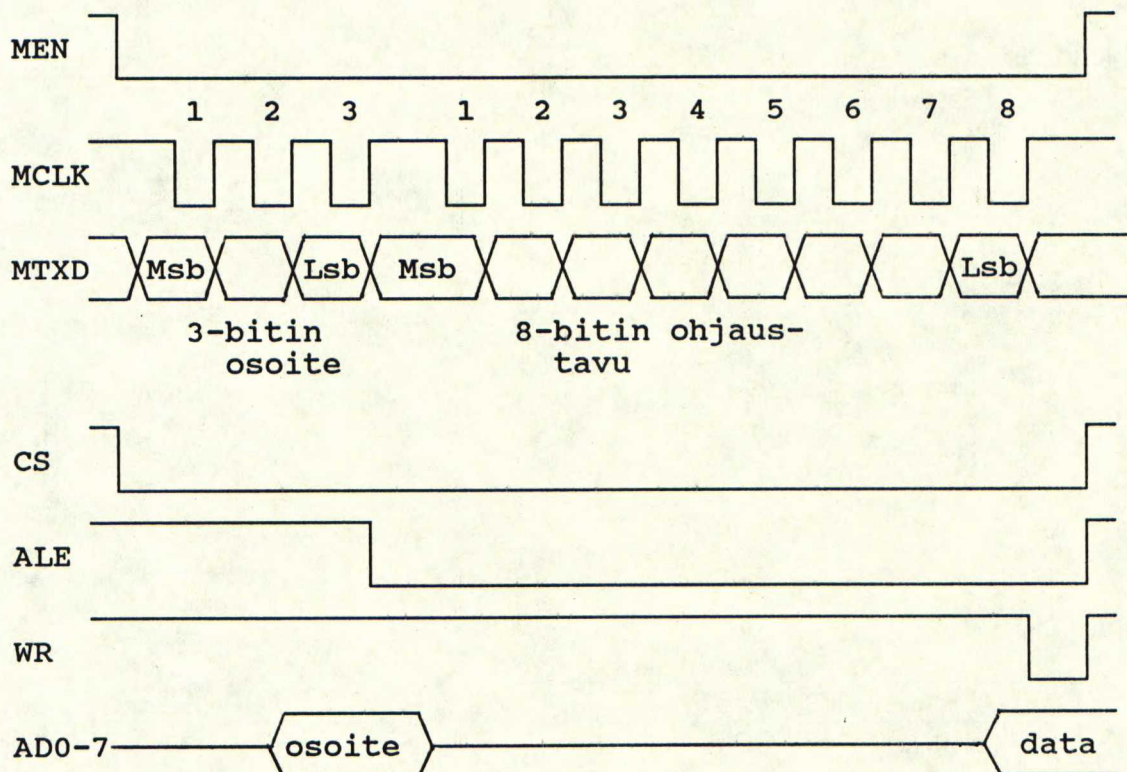 MEN
1 2 3 1 2 3 4 5 6 7 8
MCLK
MTXD Msb Lsb Msb Lsb
3-bitin 8-bitin ohjaus-
osoite tavu
CS
ALE
WR
AD0-7 osoite data